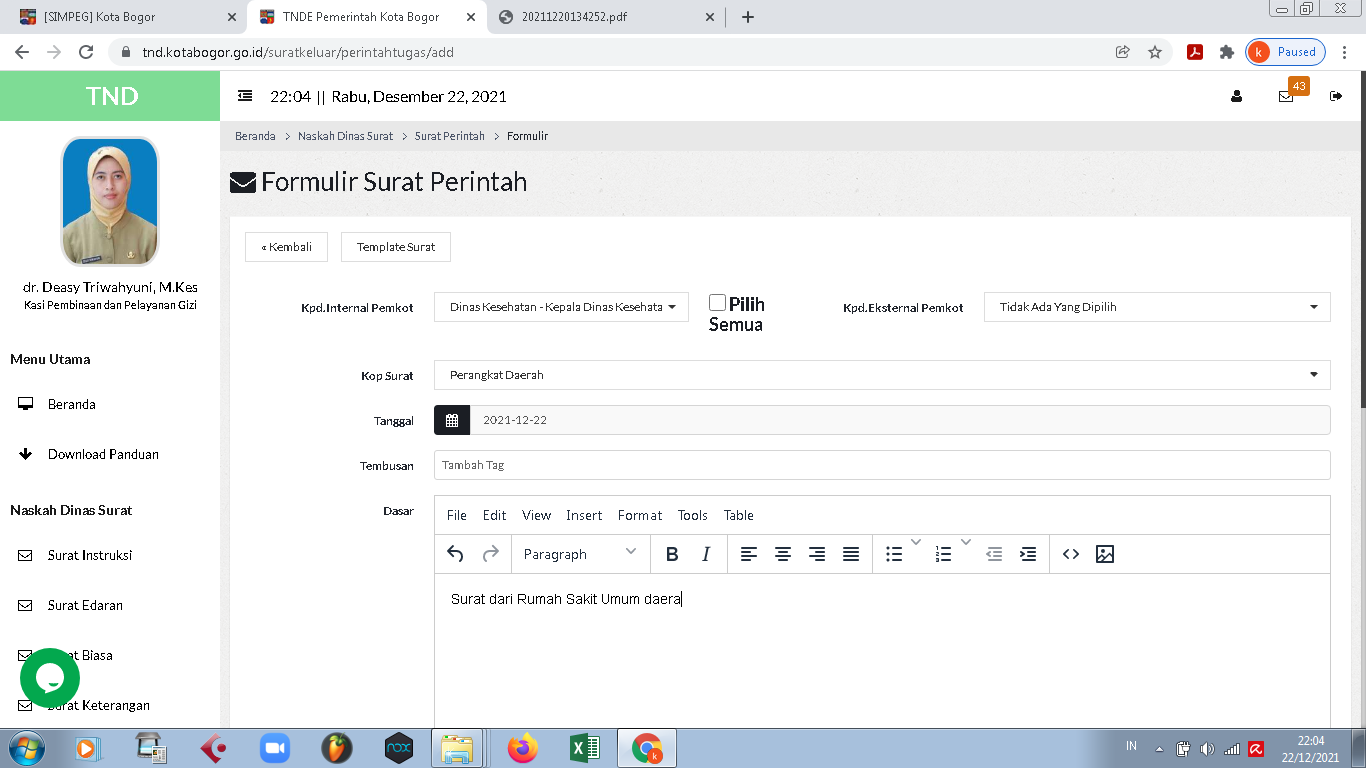 [SIMPEG] Kota Bogor
TNDE Pemerintah Kota Bogor
20211220134252.pdf
tnd.kotabogor.go.id/suratkeluar/perintahtugas/add
k Paused
TND
22:04 || Rabu, Desember 22, 2021
43
Beranda > Naskah Dinas Surat > Surat Perintah > Formulir
Formulir Surat Perintah
« Kembali
Template Surat
dr. Deasy Triwahyuni, M.Kes
Kasi Pembinaan dan Pelayanan Gizi
Kpd.Internal Pemkot
Dinas Kesehatan - Kepala Dinas Kesehata
Pilih
Semua
Kpd.Eksternal Pemkot
Tidak Ada Yang Dipilih
Menu Utama
Beranda
Download Panduan
Naskah Dinas Surat
Surat Instruksi
Surat Edaran
at Biasa
urat Keterangan
Kop Surat
Perangkat Daerah
Tanggal
2021-12-22
Tembusan
Tambah Tag
Dasar
File Edit View Insert Format Tools Table
Paragraph B I
Surat dari Rumah Sakit Umum daera
nox
k
IN
22:04
22/12/2021